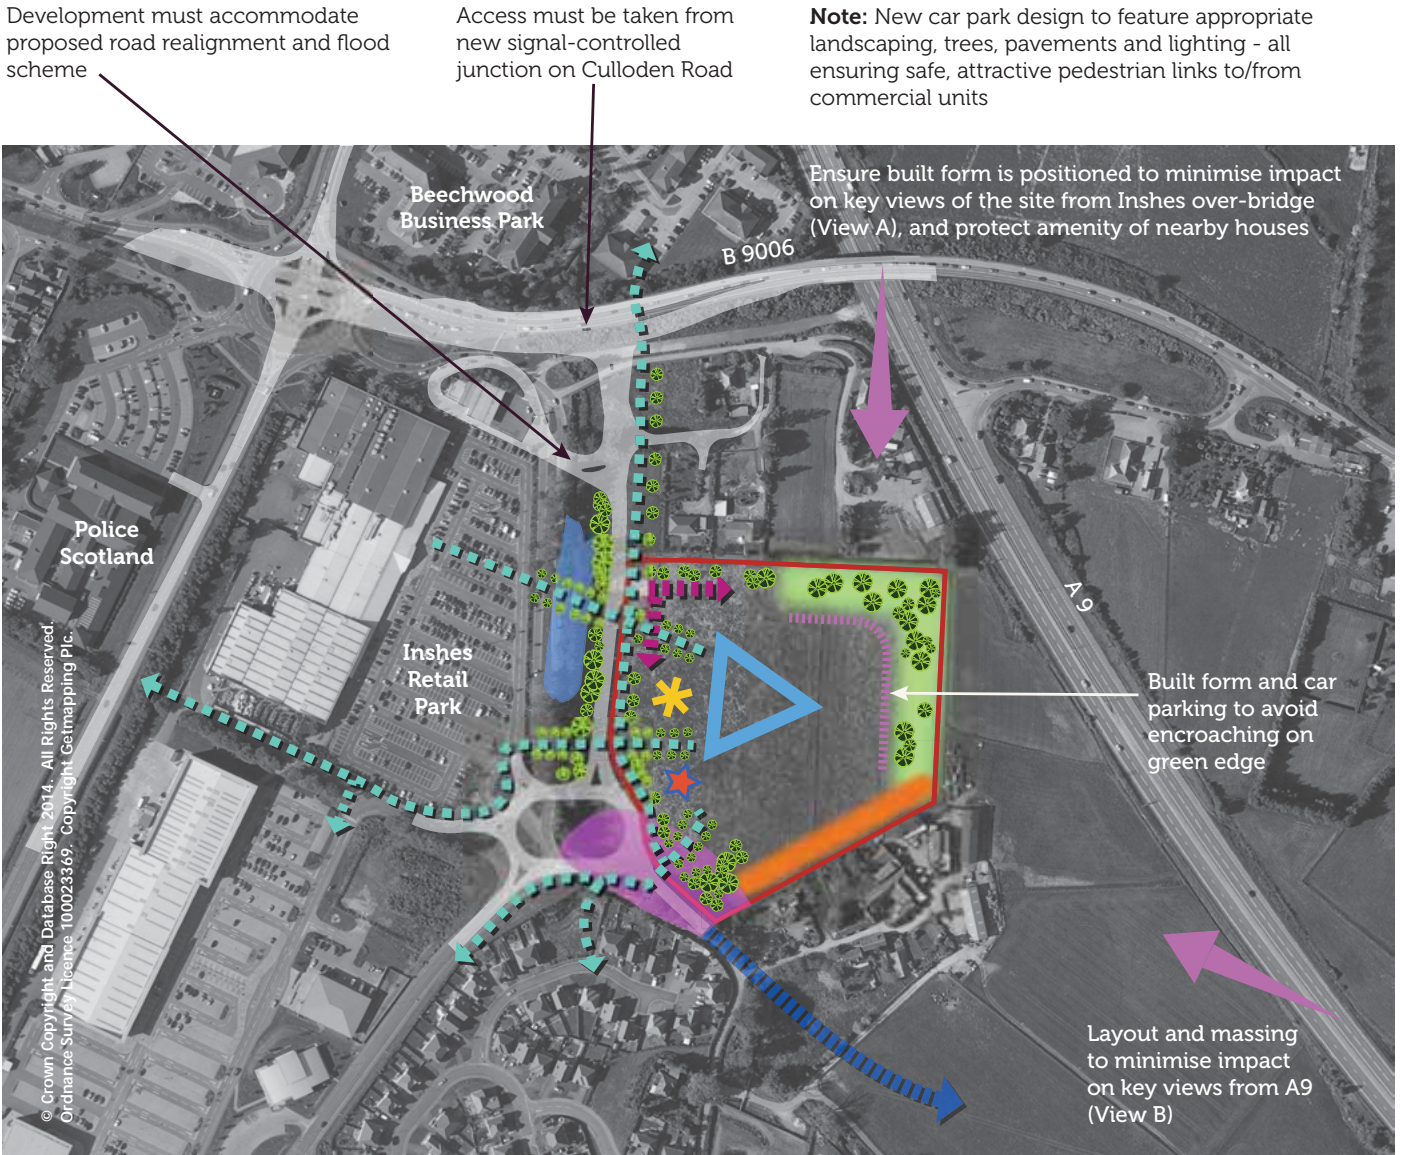 Development must accommodate
proposed road realignment and flood
scheme
Access must be taken from
new signal-controlled
junction on Culloden Road
Note: New car park design to feature appropriate
landscaping, trees, pavements and lighting - all
ensuring safe, attractive pedestrian links to/from
commercial units
Ensure built form is positioned to minimise impact
on key views of the site from Inshes over-bridge
(View A), and protect amenity of nearby houses
Beechwood
Business Park
B 9006
Police
Scotland
A 9
Inshes
Retail
Park
Built form and car
parking to avoid
encroaching on
green edge
Layout and massing
to minimise impact
on key views from A9
(View B)
© Crown Copyright and Database Right 2014. All Rights Reserved.
Ordnance Survey Licence 100023369. Copyright Getmapping Plc.